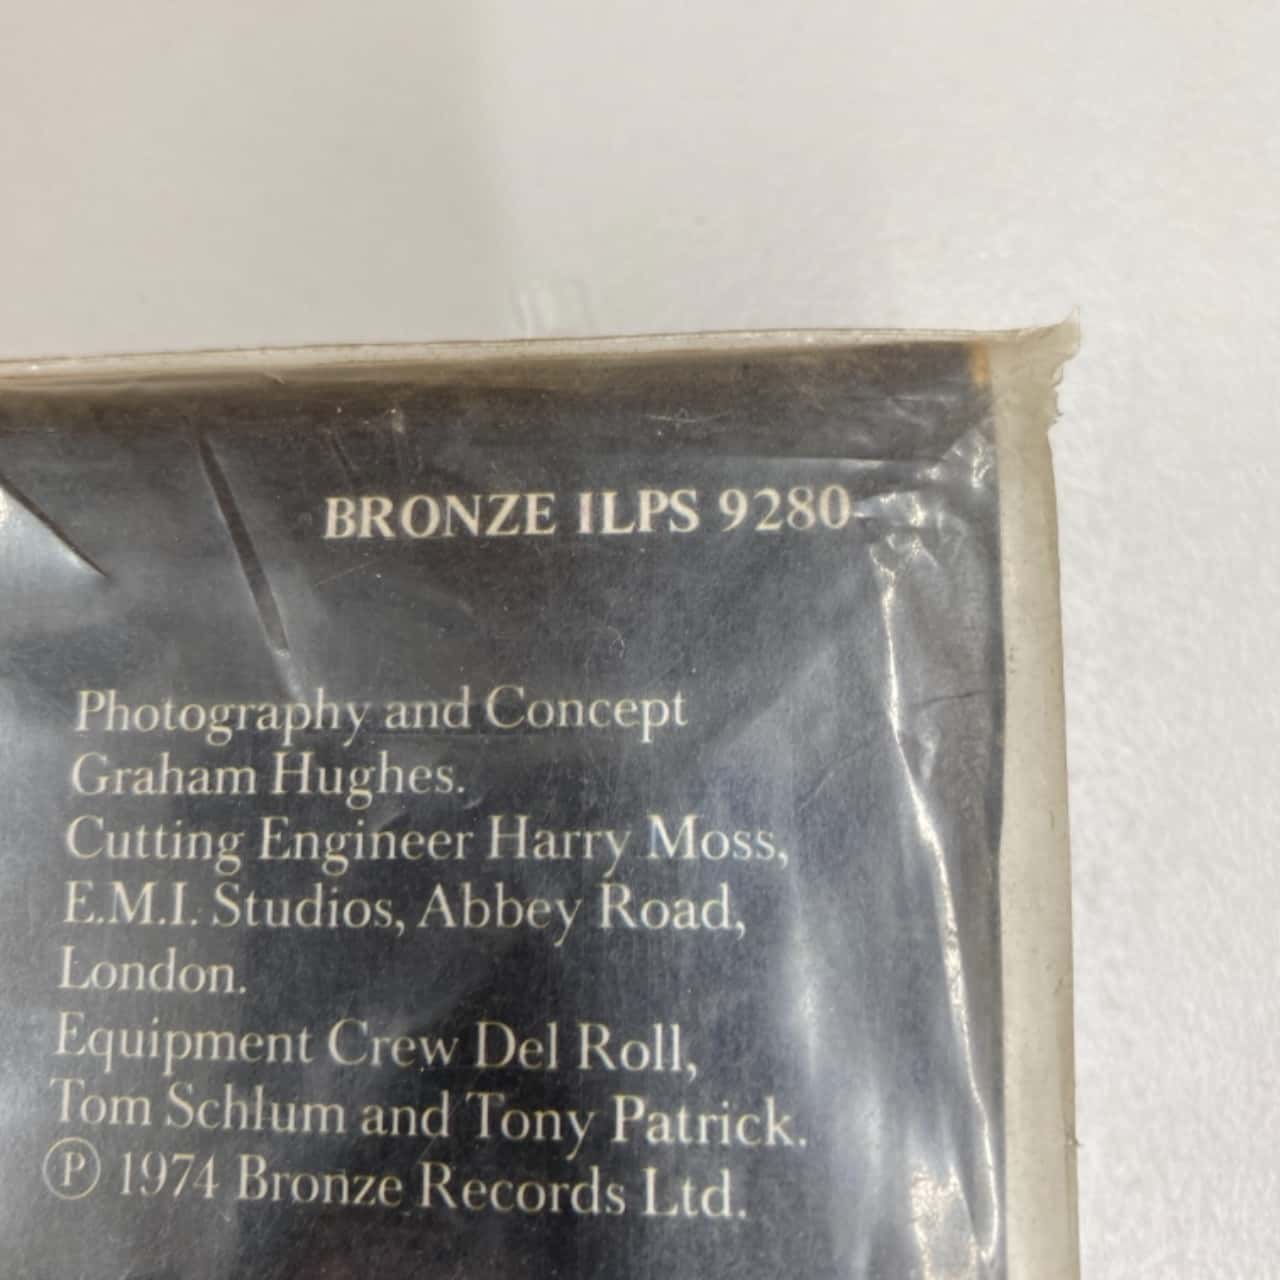 BRONZE ILPS 9280
Photography and Concept
Graham Hughes.
Cutting Engineer Harry Moss,
E.M.I. Studios, Abbey Road,
London.
Equipment Crew Del Roll,
Tom Schlum and Tony Patrick.
Ⓟ 1974 Bronze Records Ltd.